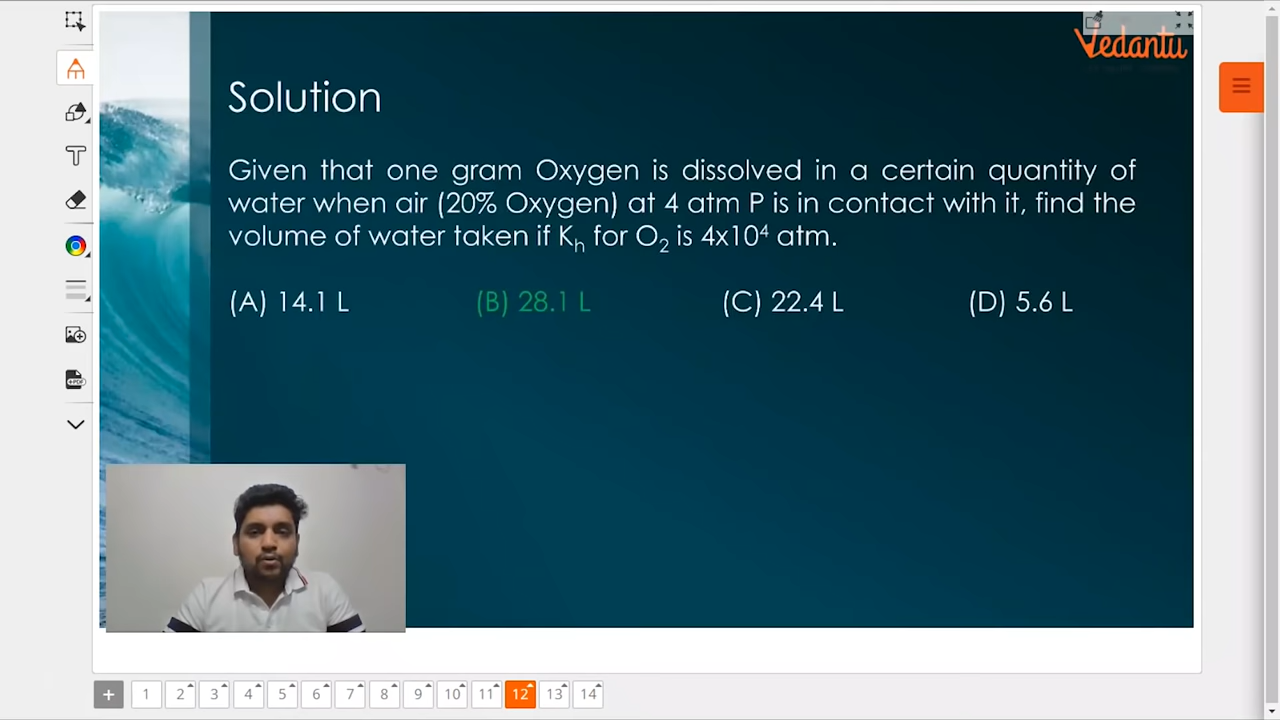 Vedantu
Solution
Given that one gram Oxygen is dissolved in a certain quantity of
water when air (20% Oxygen) at 4 atm P is in contact with it, find the
volume of water taken if Kₕ for O₂ is 4x10⁴ atm.
(A) 14.1 L (B) 28.1 L (C) 22.4 L (D) 5.6 L
T
+PDF
+ 1 2 3 4 5 6 7 8 9 10 11 12 13 14